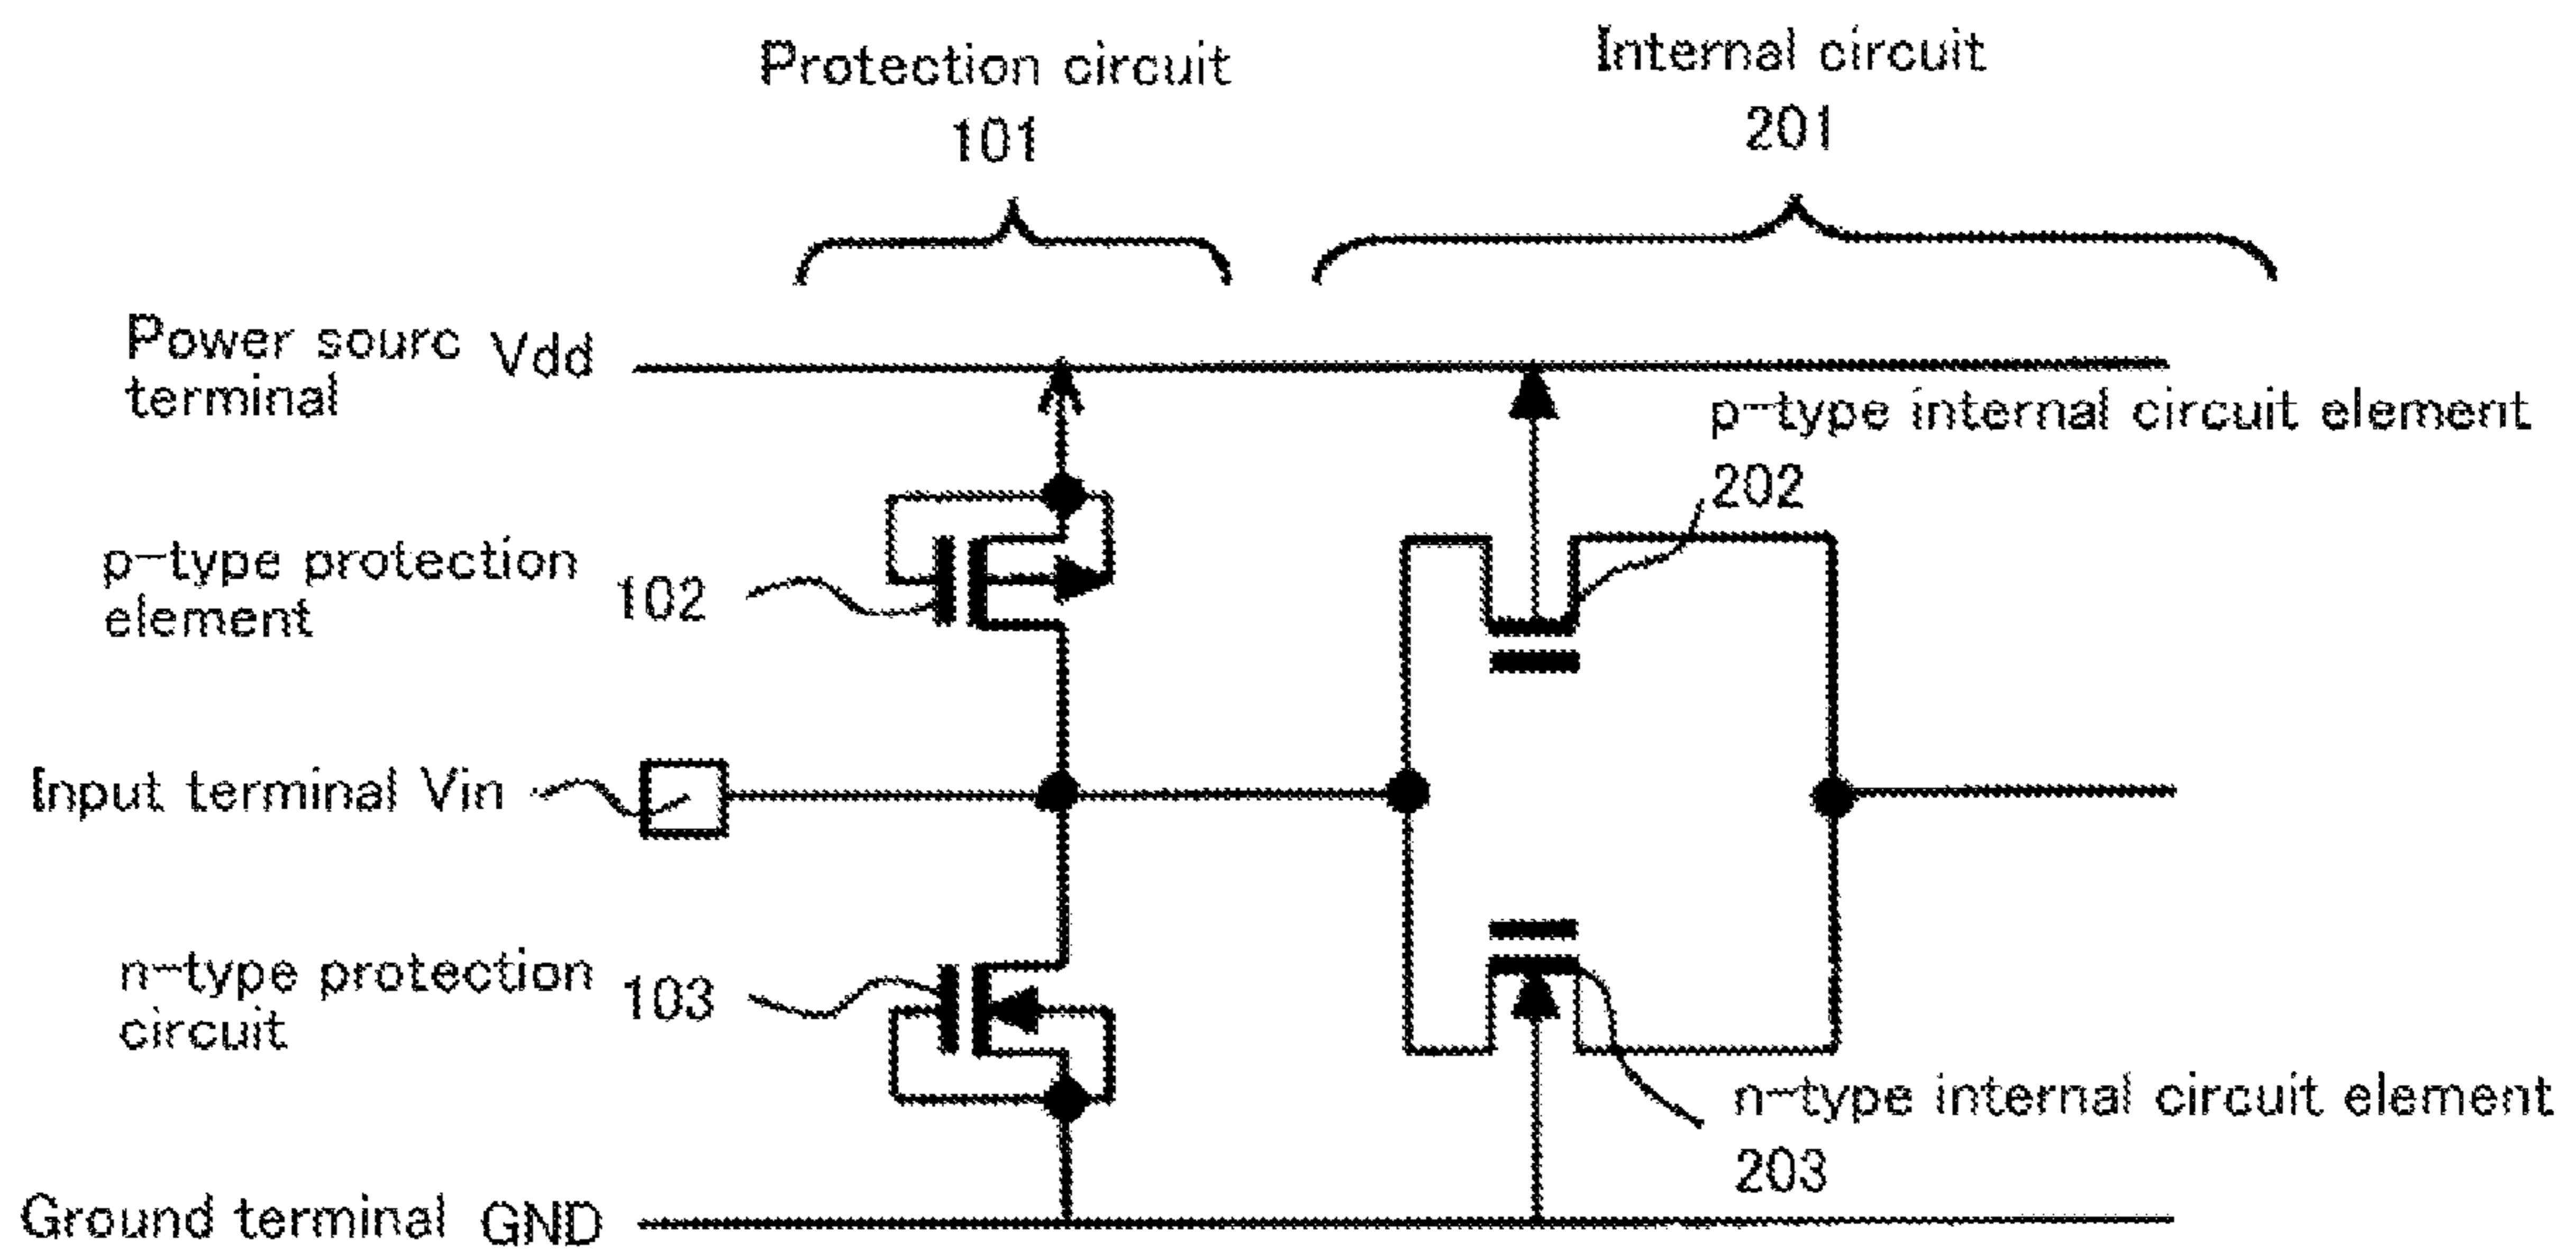 Protection circuit
101
Internal circuit
201
Power sourc Vdd
terminal
p-type internal circuit element
202
p-type protection
element
102
Input terminal Vin
n-type protection
circuit
103
n-type internal circuit element
203
Ground terminal GND